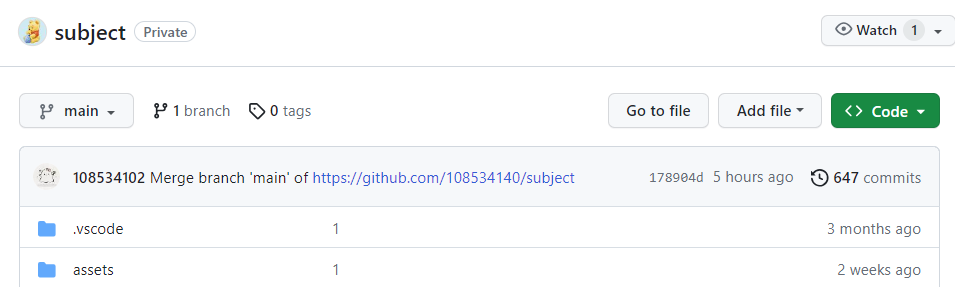 subject Private Watch 1
main 1 branch 0 tags Go to file Add file Code
108534102 Merge branch 'main' of https://github.com/108534140/subject 178904d 5 hours ago 647 commits
.vscode 1 3 months ago
assets 1 2 weeks ago